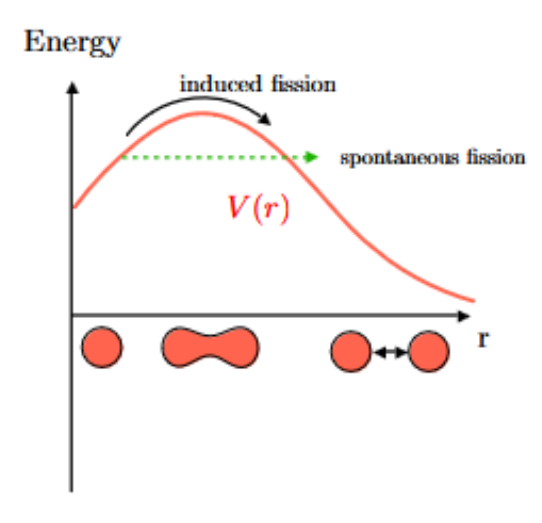 Energy
induced fission
spontaneous fission
V(r)
r